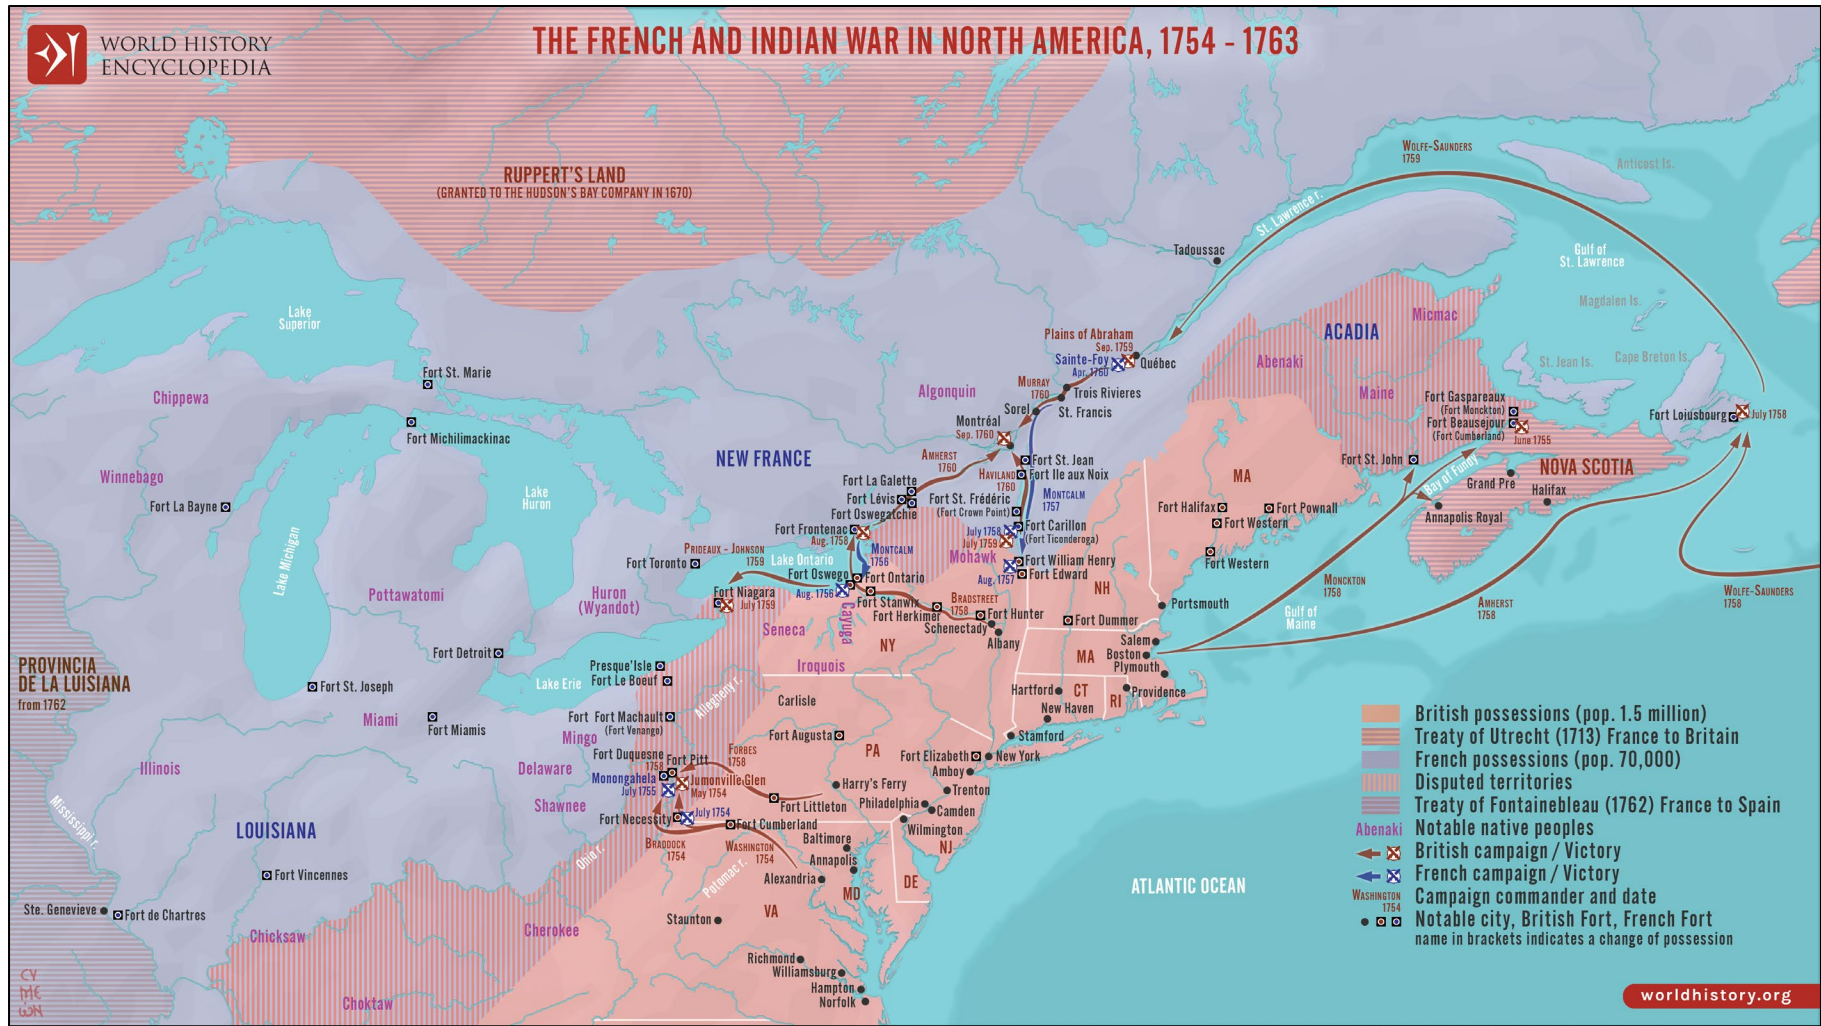 WORLD HISTORY
ENCYCLOPEDIA
THE FRENCH AND INDIAN WAR IN NORTH AMERICA, 1754 - 1763
RUPPERT'S LAND
(GRANTED TO THE HUDSON'S BAY COMPANY IN 1670)
WOLFE-SAUNDERS
1759
Anticost Is.
St. Lawrence r.
Tadoussac
Gulf of
St. Lawrence
Magdalen Is.
Lake
Superior
Micmac
ACADIA
Plains of Abraham
Sep. 1759
Sainte-Foy
Apr. 1760
Québec
Abenaki
St. Jean Is.
Cape Breton Is.
Fort St. Marie
Chippewa
Algonquin
MURRAY
1760
Trois Rivieres
Maine
Fort Gaspareaux
(Fort Monckton)
Sorel
St. Francis
Fort Beausejour
(Fort Cumberland)
June 1755
Fort Loiusbourg
July 1758
Montréal
Sep. 1760
Fort Michilimackinac
NEW FRANCE
AMHERST
1760
Fort St. Jean
Fort St. John
Bay of Fundy
NOVA SCOTIA
HAVILAND
1760
Fort Ile aux Noix
MA
Grand Pre
Halifax
Winnebago
Fort La Galette
Fort Lévis
Fort Oswegatchie
Fort St. Frédéric
(Fort Crown Point)
MONTCALM
1757
Fort La Bayne
Lake
Huron
Fort Halifax
Fort Pownall
Fort Western
Annapolis Royal
Fort Frontenac
Aug. 1758
July 1758
July 1759
Fort Carillon
(Fort Ticonderoga)
Lake Michigan
PRIDEAUX - JOHNSON
1759
Lake Ontario
MONTCALM
1756
Mohawk
Fort Toronto
Fort William Henry
Fort Western
Fort Oswego
Fort Ontario
Aug. 1757
Fort Edward
Pottawatomi
Huron
(Wyandot)
Fort Niagara
July 1759
Aug. 1756
Fort Stanwix
BRADSTREET
1758
NH
MONCKTON
1758
WOLFE-SAUNDERS
1758
AMHERST
1758
Portsmouth
Fort Herkimer
Fort Hunter
Fort Dummer
Gulf of
Maine
Seneca
Cayuga
Schenectady
Albany
NY
Salem
Boston
Plymouth
MA
Fort Detroit
Iroquois
Presque'Isle
Fort Le Boeuf
PROVINCIA
DE LA LUISIANA
from 1762
Fort St. Joseph
Lake Erie
Allegheny r.
Carlisle
Hartford
CT
RI
Providence
New Haven
Miami
Fort Miamis
Fort
Fort Machault
(Fort Venango)
Mingo
Fort Augusta
PA
Stamford
Fort Elizabeth
New York
Illinois
Delaware
Fort Duquesne
1758
Fort Pitt
FORBES
1758
Amboy
Monongahela
July 1755
Jumonville Glen
May 1754
Harry's Ferry
Trenton
Shawnee
Fort Littleton
Philadelphia
Camden
Mississippi r.
LOUISIANA
Fort Necessity
July 1754
Fort Cumberland
Wilmington
BRADDOCK
1754
WASHINGTON
1754
Baltimore
NJ
Ohio r.
Potomac r.
Annapolis
Alexandria
Fort Vincennes
MD
DE
ATLANTIC OCEAN
Ste. Genevieve
Fort de Chartres
Staunton
VA
Chicksaw
Cherokee
Richmond
Williamsburg
Hampton
Norfolk
Choktaw
British possessions (pop. 1.5 million)
Treaty of Utrecht (1713) France to Britain
French possessions (pop. 70,000)
Disputed territories
Treaty of Fontainebleau (1762) France to Spain
Abenaki Notable native peoples
British campaign / Victory
French campaign / Victory
WASHINGTON
1754
Campaign commander and date
Notable city, British Fort, French Fort
name in brackets indicates a change of possession
worldhistory.org